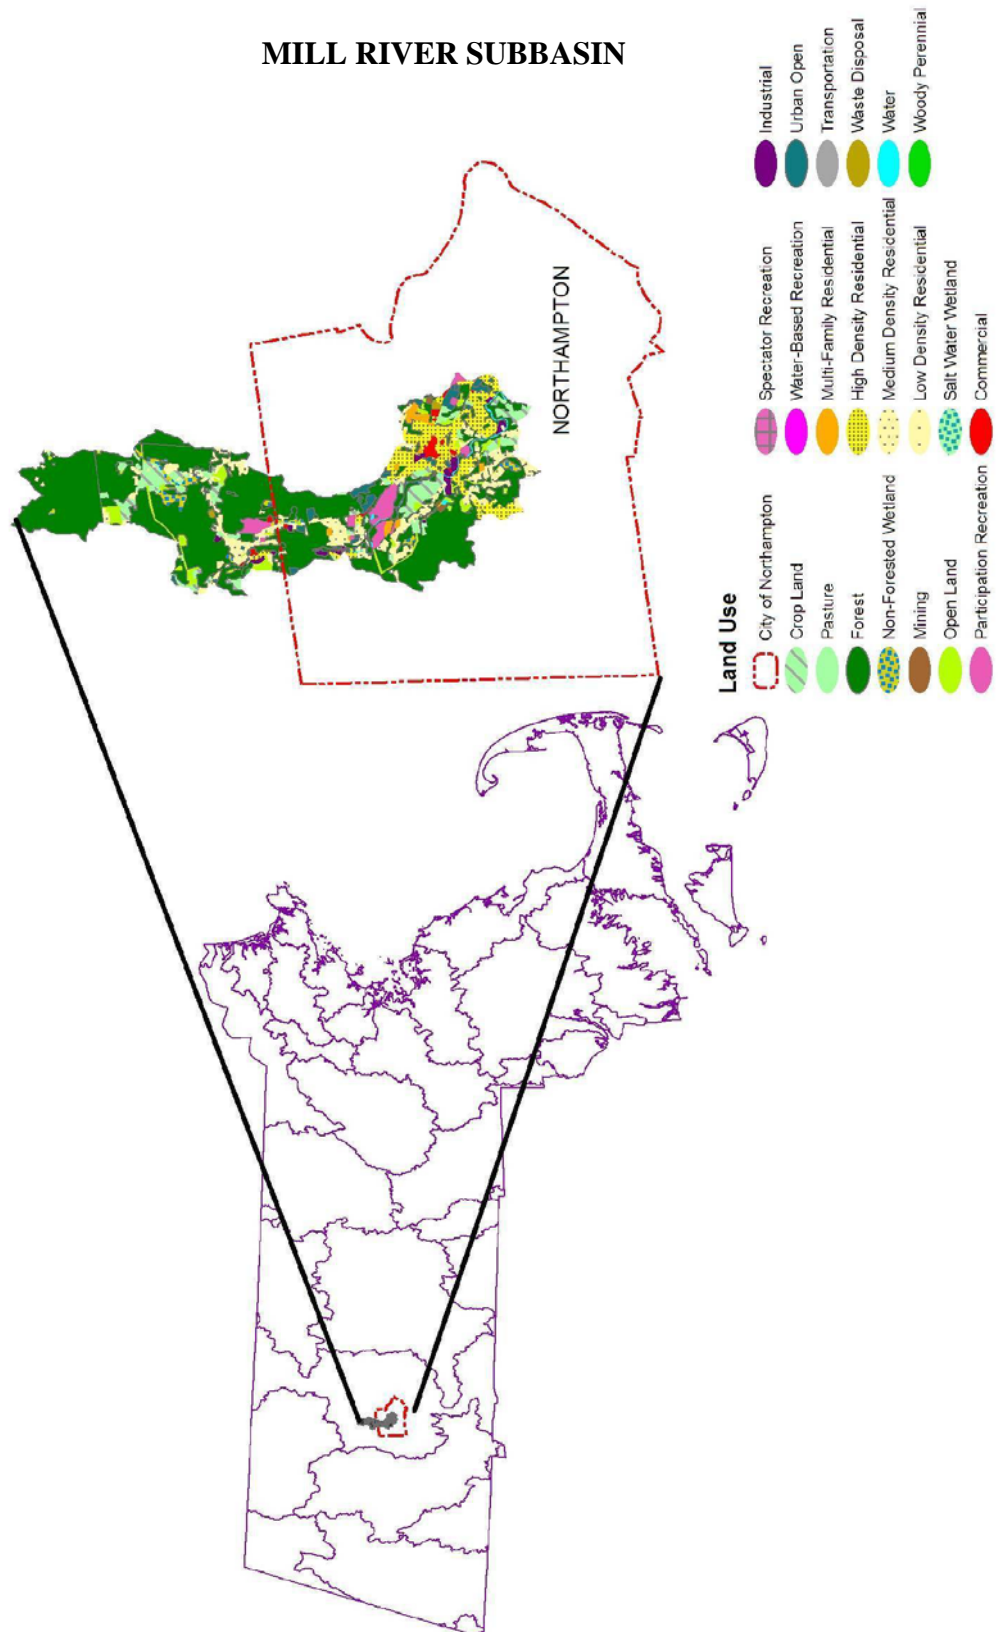 MILL RIVER SUBBASIN
NORTHAMPTON
Land Use
City of Northampton
Crop Land
Pasture
Forest
Non-Forested Wetland
Mining
Open Land
Participation Recreation
Spectator Recreation
Water-Based Recreation
Multi-Family Residential
High Density Residential
Medium Density Residential
Low Density Residential
Salt Water Wetland
Commercial
Industrial
Urban Open
Transportation
Waste Disposal
Water
Woody Perennial